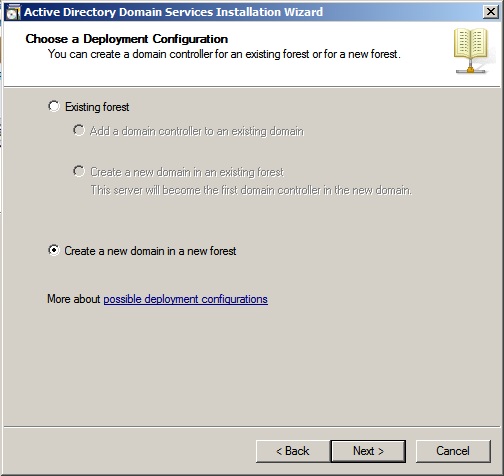 Active Directory Domain Services Installation Wizard
Choose a Deployment Configuration
You can create a domain controller for an existing forest or for a new forest.
Existing forest
Add a domain controller to an existing domain
Create a new domain in an existing forest
This server will become the first domain controller in the new domain.
Create a new domain in a new forest
More about possible deployment configurations
< Back Next > Cancel